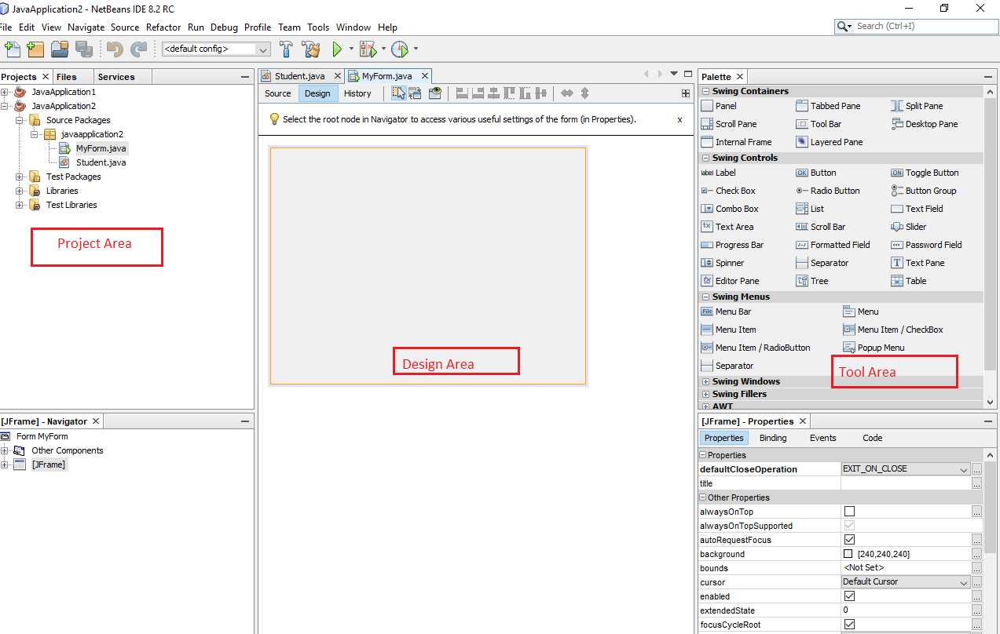 JavaApplication2 - NetBeans IDE 8.2 RC
File Edit View Navigate Source Refactor Run Debug Profile Team Tools Window Help
Search (Ctrl+I)
<default config>
Projects Files Services
JavaApplication1
JavaApplication2
Source Packages
javaapplication2
MyForm.java
Student.java
Test Packages
Libraries
Test Libraries
Project Area
[JFrame] - Navigator
Form MyForm
Other Components
[JFrame]
Student.java MyForm.java
Source Design History
Select the root node in Navigator to access various useful settings of the form (in Properties). x
Design Area
Palette
Swing Containers
Panel Tabbed Pane Split Pane
Scroll Pane Tool Bar Desktop Pane
Internal Frame Layered Pane
Swing Controls
label Label OK Button ON Toggle Button
Check Box Radio Button Button Group
Combo Box List Text Field
Text Area Scroll Bar Slider
Progress Bar Formatted Field Password Field
Spinner Separator T Text Pane
Editor Pane Tree Table
Swing Menus
File Menu Bar Menu
Menu Item Menu Item / CheckBox
Menu Item / RadioButton Popup Menu
Separator
Tool Area
Swing Windows
Swing Fillers
AWT
[JFrame] - Properties
Properties Binding Events Code
Properties
defaultCloseOperation EXIT_ON_CLOSE ...
title ...
Other Properties
alwaysOnTop ...
alwaysOnTopSupported
autoRequestFocus ...
background [240,240,240] ...
bounds <Not Set> ...
cursor Default Cursor ...
enabled ...
extendedState 0 ...
focusCycleRoot ...